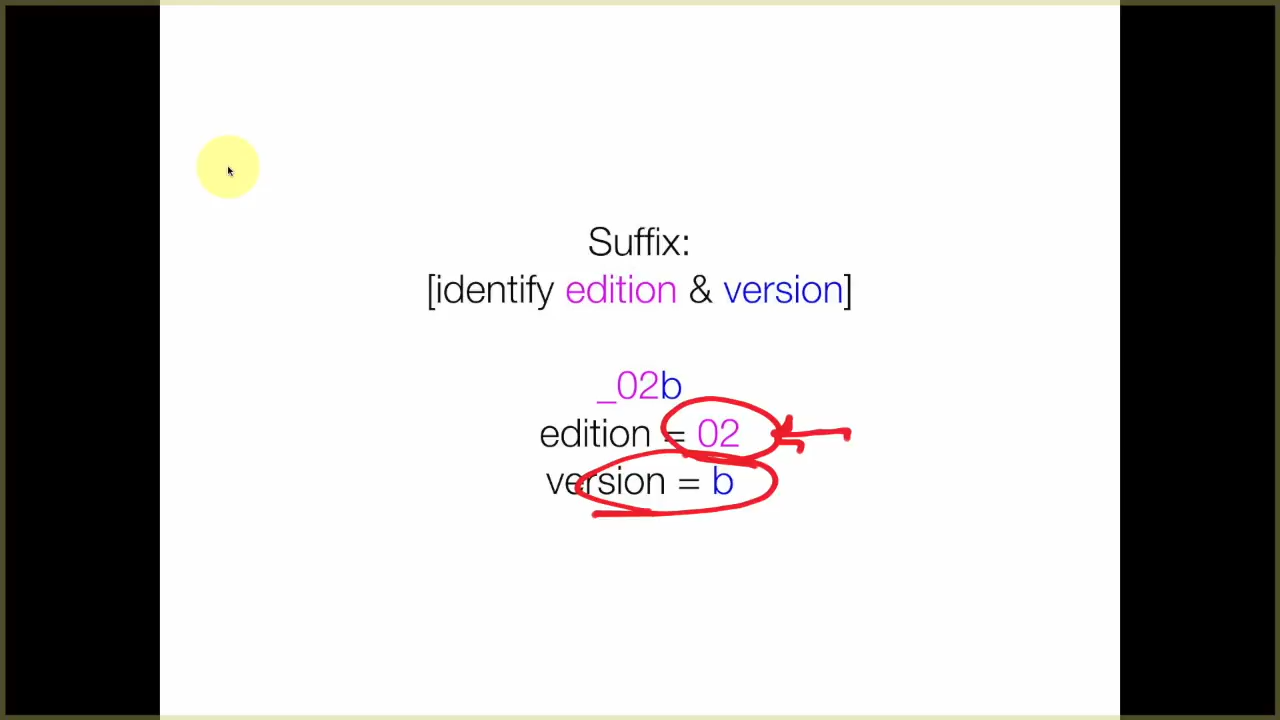 Suffix:
[identify edition & version]
_02b
edition = 02
version = b